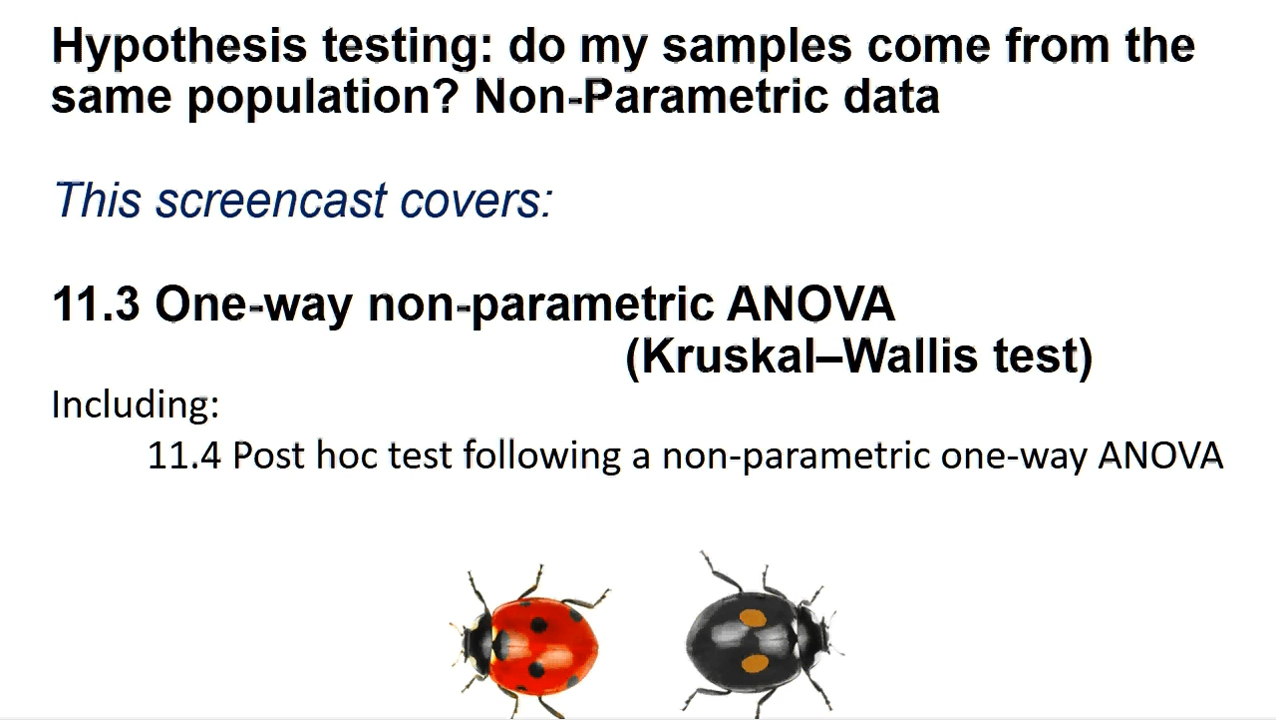 Hypothesis testing: do my samples come from the
same population? Non-Parametric data
This screencast covers:
11.3 One-way non-parametric ANOVA
(Kruskal–Wallis test)
Including:
11.4 Post hoc test following a non-parametric one-way ANOVA